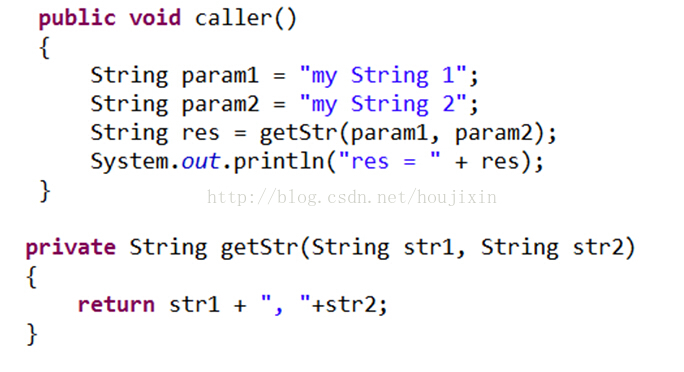 public void caller()
{
    String param1 = "my String 1";
    String param2 = "my String 2";
    String res = getStr(param1, param2);
    System.out.println("res = " + res);
}
http://blog.csdn.net/houjixin
private String getStr(String str1, String str2)
{
    return str1 + ", "+str2;
}